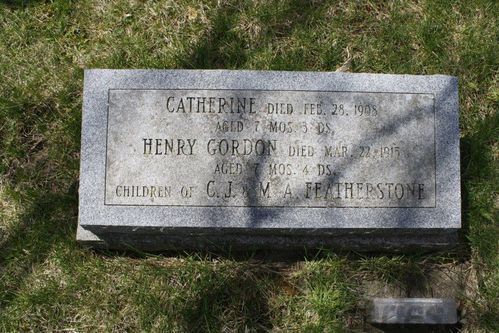 CATHERINE DIED FEB. 28, 1908
AGED 7 MOS. 5 DS.
HENRY GORDON DIED MAR. 22, 1915
AGED 7 MOS. 4 DS.
CHILDREN OF C. J. & M. A. FEATHERSTONE